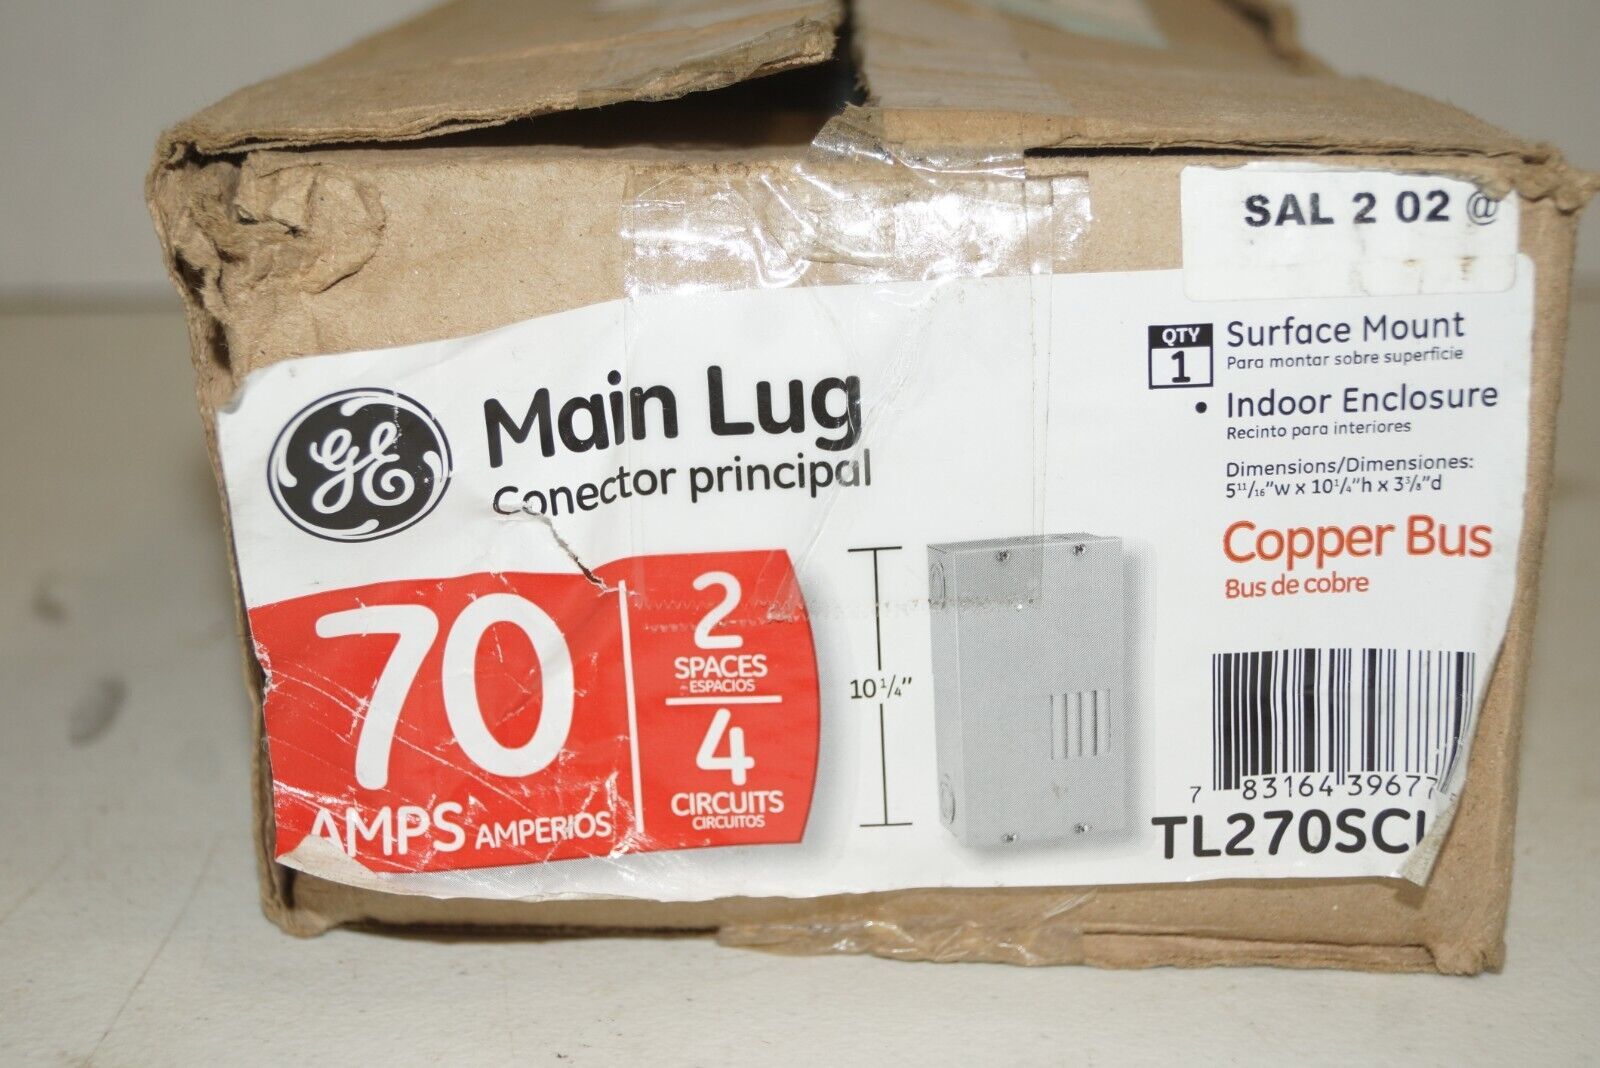 SAL 2 02 @
GE
Main Lug
Conector principal
70
AMPS AMPERIOS
2
SPACES
ESPACIOS
4
CIRCUITS
CIRCUITOS
10 1/4"
QTY
1
Surface Mount
Para montar sobre superficie
• Indoor Enclosure
Recinto para interiores
Dimensions/Dimensiones:
5 11/16"w x 10 1/4"h x 3 3/8"d
Copper Bus
Bus de cobre
7 83164 39677
TL270SCU